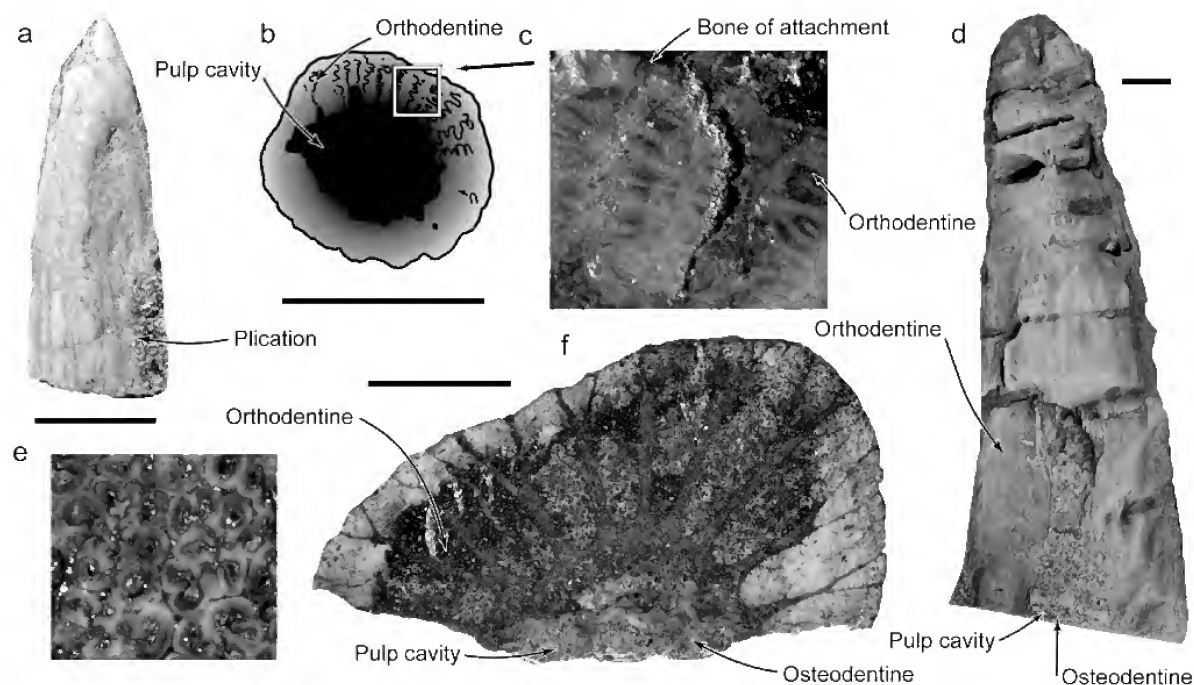 a
b
Orthodentine
Pulp cavity
c
Bone of attachment
Orthodentine
d
Plication
Orthodentine
f
Orthodentine
e
Pulp cavity
Osteodentine
Pulp cavity
Osteodentine